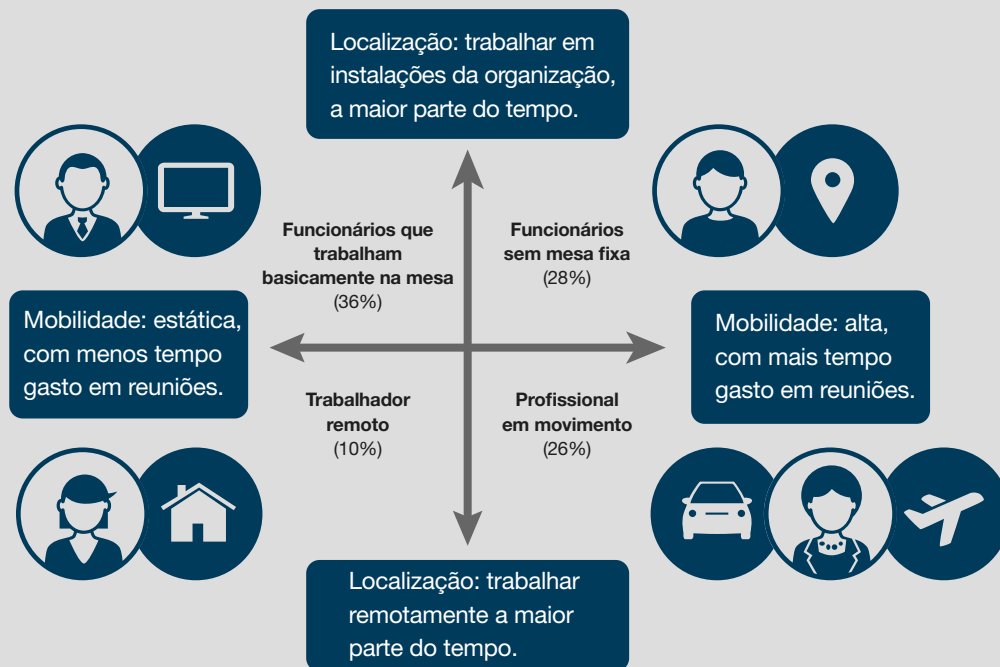 Localização: trabalhar em
instalações da organização,
a maior parte do tempo.
Funcionários que
trabalham
basicamente na mesa
(36%)
Funcionários
sem mesa fixa
(28%)
Mobilidade: estática,
com menos tempo
gasto em reuniões.
Mobilidade: alta,
com mais tempo
gasto em reuniões.
Trabalhador
remoto
(10%)
Profissional
em movimento
(26%)
Localização: trabalhar
remotamente a maior
parte do tempo.